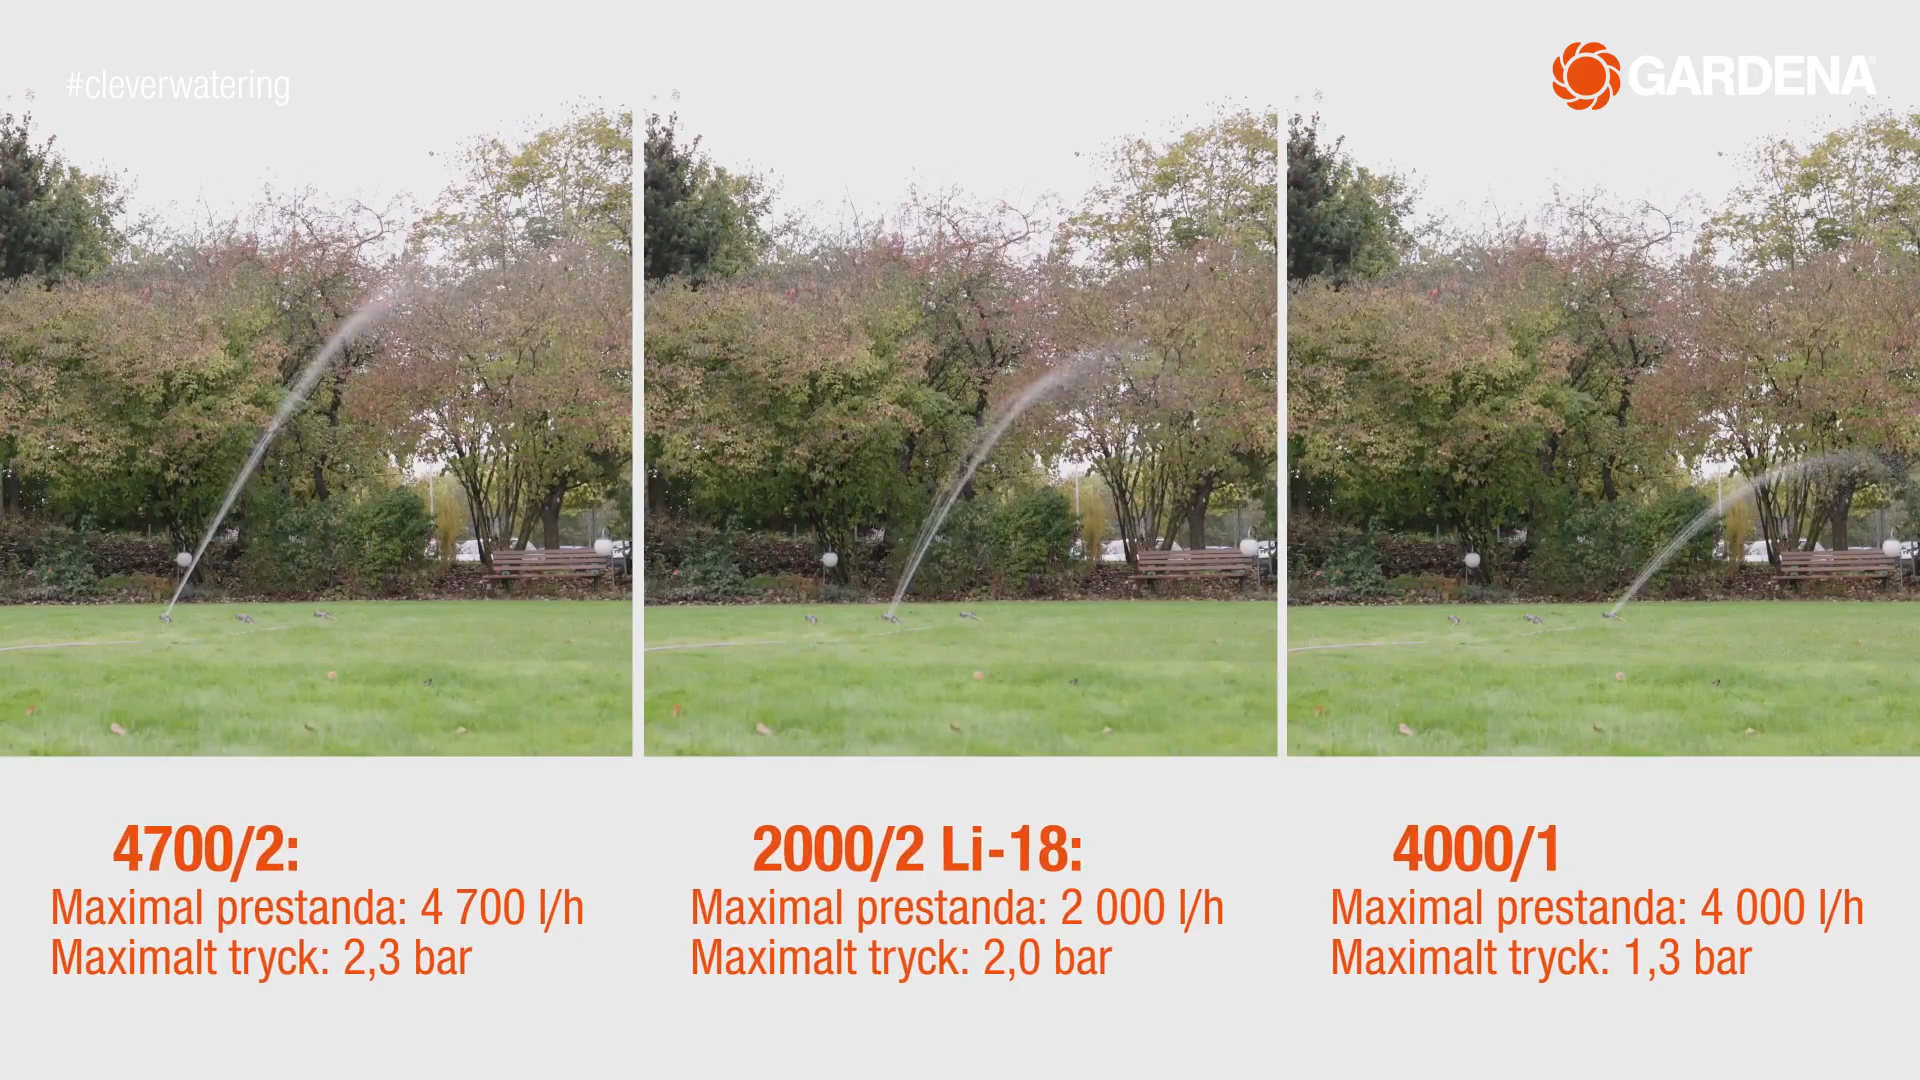 #cleverwatering
GARDENA
4700/2:
Maximal prestanda: 4 700 l/h
Maximalt tryck: 2,3 bar
2000/2 Li-18:
Maximal prestanda: 2 000 l/h
Maximalt tryck: 2,0 bar
4000/1
Maximal prestanda: 4 000 l/h
Maximalt tryck: 1,3 bar